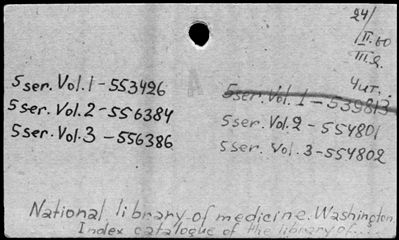 24/
II.60
III.2.
Чит.
5 ser. Vol. 1 - 553426
5 ser. Vol. 2 - 556384
5 ser. Vol. 3 - 556386
5 ser. Vol. 1 - 539813
5 ser. Vol. 2 - 554801
5 ser. Vol. 3 - 554802
National library of medicine. Washington
Index catalogue of the library of....